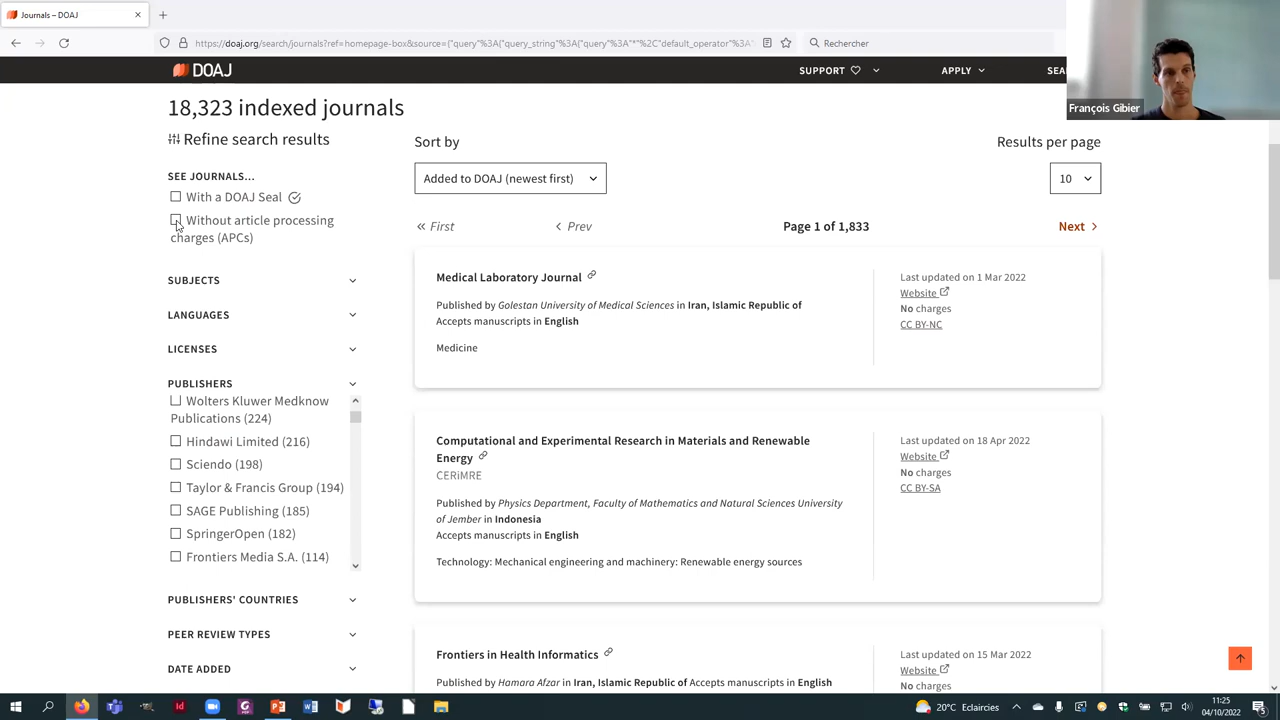 Journals – DOAJ
https://doaj.org/search/journals?ref=homepage-box&source={"query"%3A{"query_string"%3A{"query"%3A"*"%2C"default_operator"%3A"
Rechercher
DOAJ
SUPPORT
APPLY
SEA
François Gibier
18,323 indexed journals
Refine search results
SEE JOURNALS...
With a DOAJ Seal
Without article processing
charges (APCs)
SUBJECTS
LANGUAGES
LICENSES
PUBLISHERS
Wolters Kluwer Medknow
Publications (224)
Hindawi Limited (216)
Sciendo (198)
Taylor & Francis Group (194)
SAGE Publishing (185)
SpringerOpen (182)
Frontiers Media S.A. (114)
PUBLISHERS' COUNTRIES
PEER REVIEW TYPES
DATE ADDED
Sort by
Results per page
Added to DOAJ (newest first)
10
« First
Prev
Page 1 of 1,833
Next
Medical Laboratory Journal
Published by Golestan University of Medical Sciences in Iran, Islamic Republic of
Accepts manuscripts in English
Medicine
Last updated on 1 Mar 2022
Website
No charges
CC BY-NC
Computational and Experimental Research in Materials and Renewable
Energy
CERiMRE
Published by Physics Department, Faculty of Mathematics and Natural Sciences University
of Jember in Indonesia
Accepts manuscripts in English
Technology: Mechanical engineering and machinery: Renewable energy sources
Last updated on 18 Apr 2022
Website
No charges
CC BY-SA
Frontiers in Health Informatics
Published by Hamara Afzar in Iran, Islamic Republic of Accepts manuscripts in English
Last updated on 15 Mar 2022
Website
No charges
20°C Eclaircies
11:25
04/10/2022